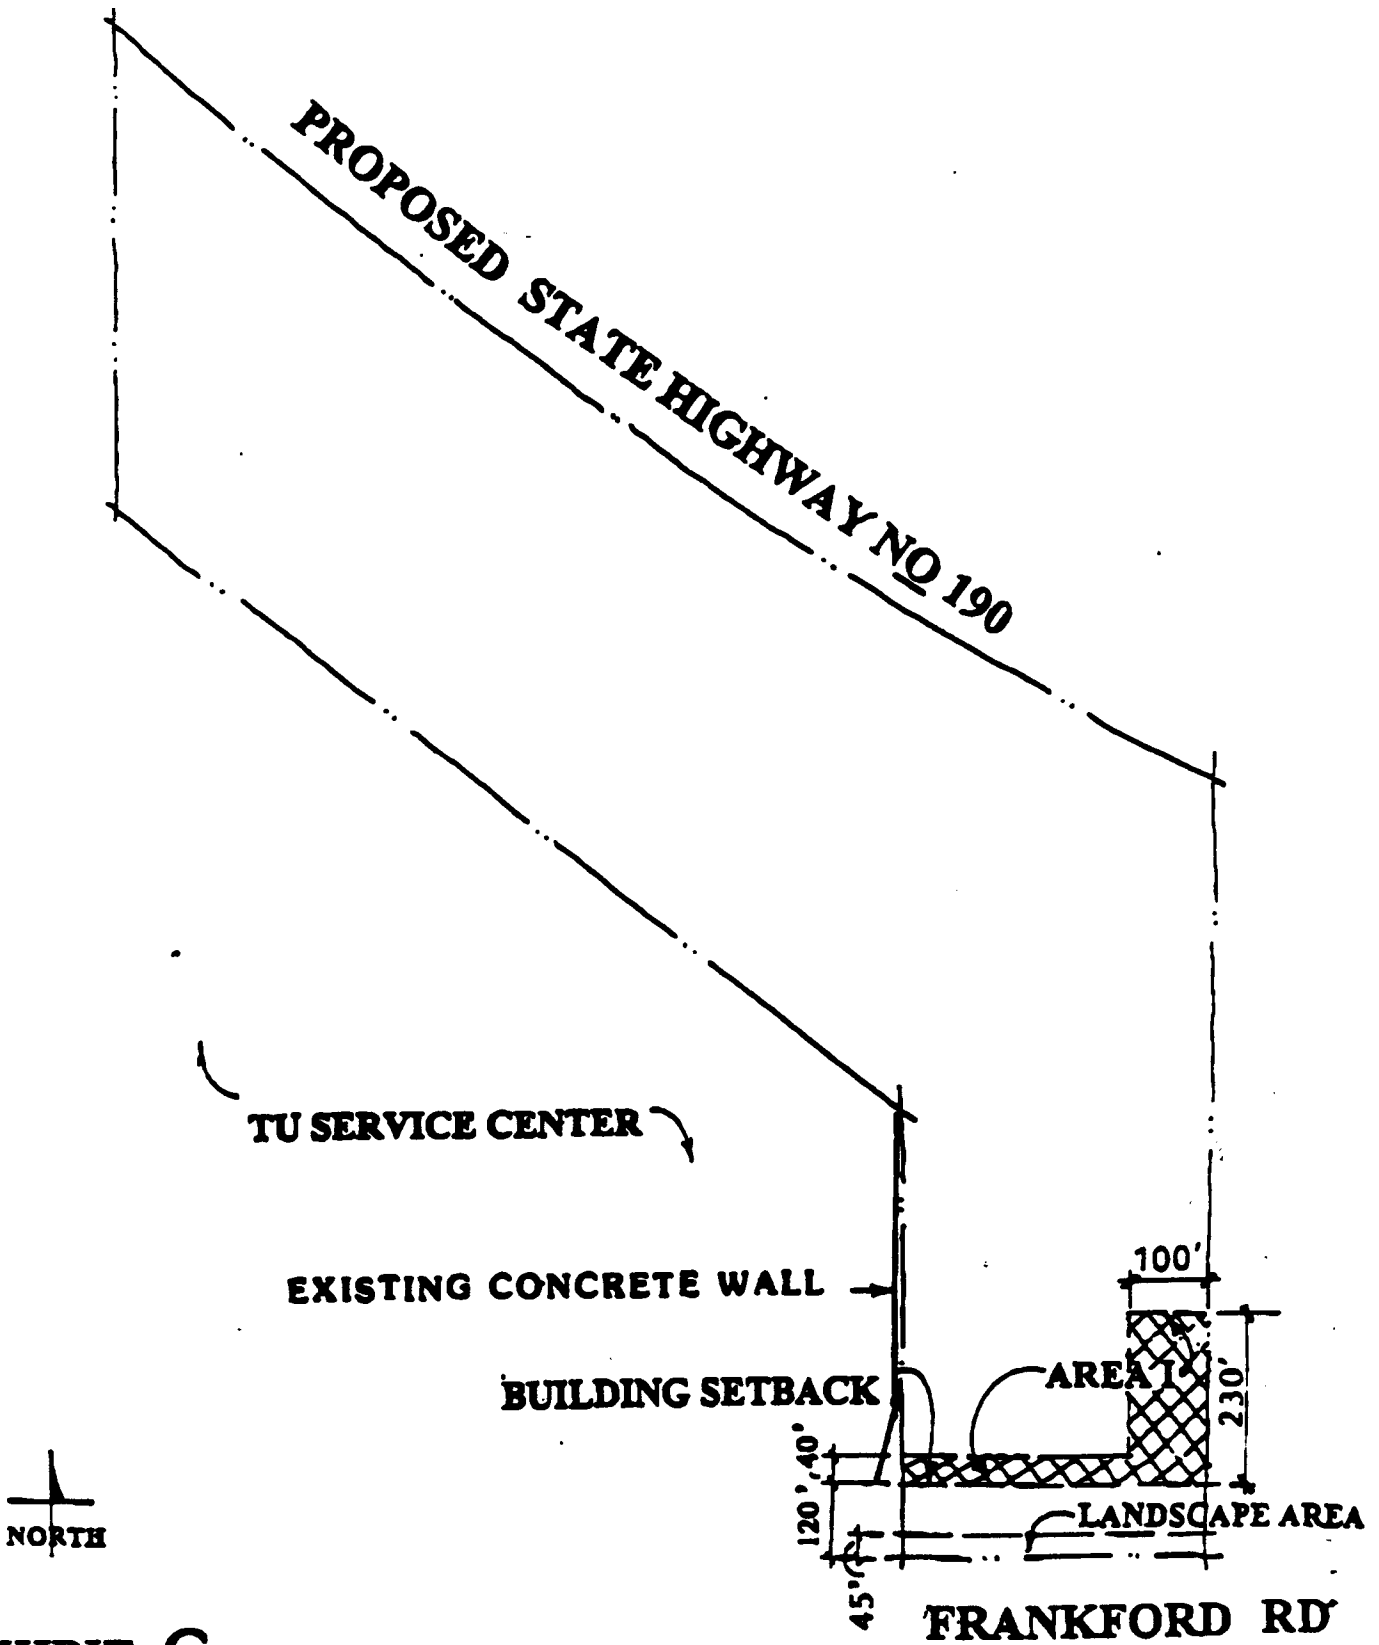 PROPOSED STATE HIGHWAY NO 190
TU SERVICE CENTER
100'
EXISTING CONCRETE WALL
BUILDING SETBACK
AREA I
230'
40'
120'
LANDSCAPE AREA
NORTH
45'
FRANKFORD RD
C